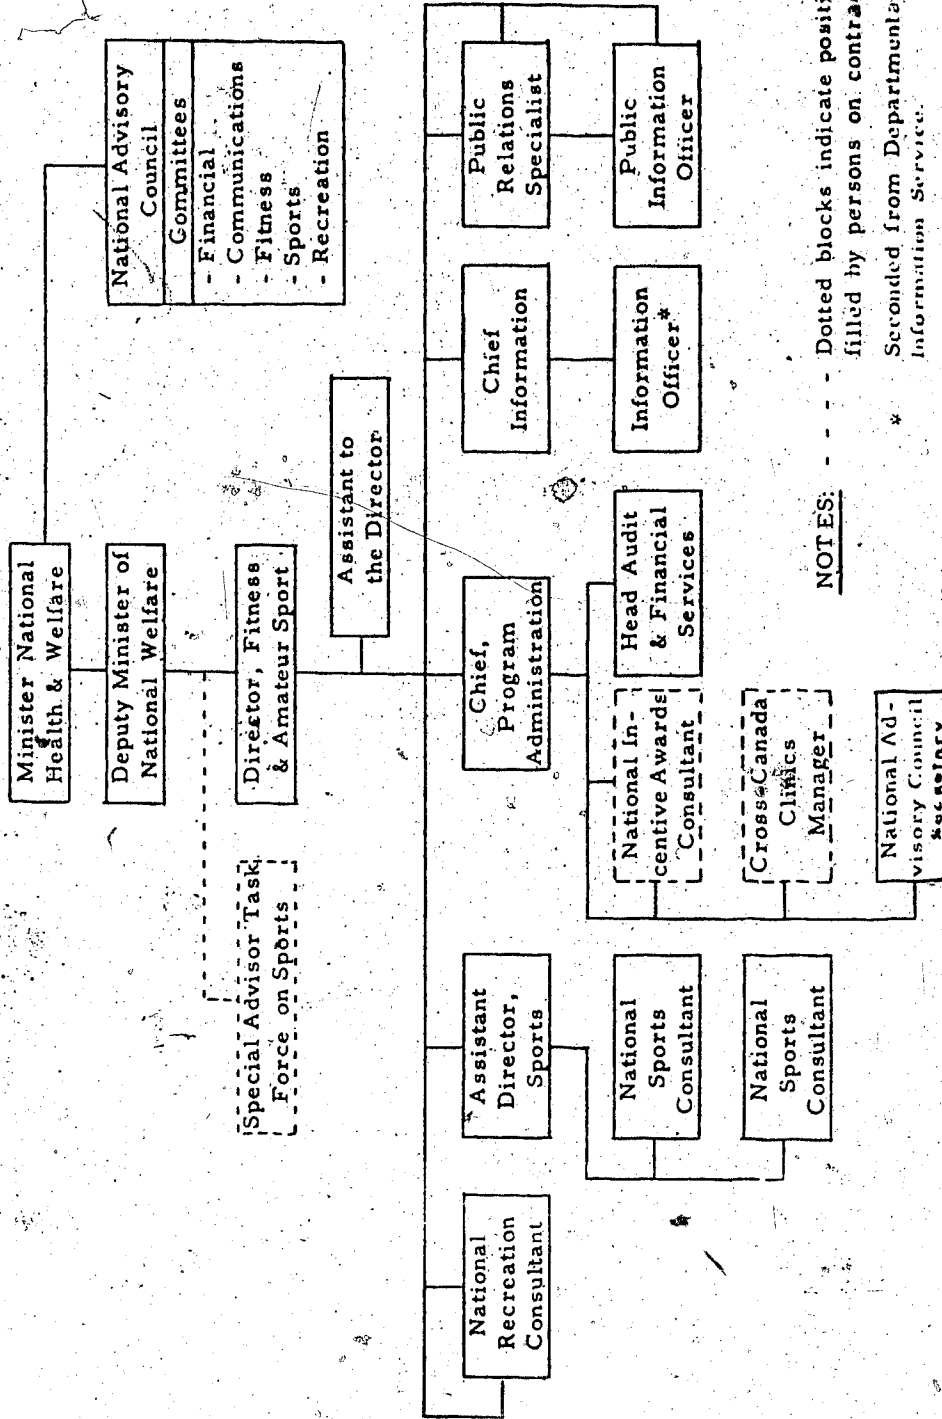 Minister National
Health & Welfare
National Advisory
Council
Committees
- Financial
- Communications
- Fitness
- Sports
- Recreation
Deputy Minister of
National Welfare
Special Advisor Task
Force on Sports
Director, Fitness
& Amateur Sport
Assistant to
the Director
National
Recreation
Consultant
Assistant
Director,
Sports
Chief,
Program
Administration
Chief
Information
Public
Relations
Specialist
National
Sports
Consultant
National In-
centive Awards
Consultant
Head Audit
& Financial
Services
Information
Officer*
Public
Information
Officer
National
Sports
Consultant
Cross-Canada
Clinics
Manager
National Ad-
visory Council
NOTES:
- - - Dotted blocks indicate positi
filled by persons on contra
* Seconded from Departmenta
Information Service.